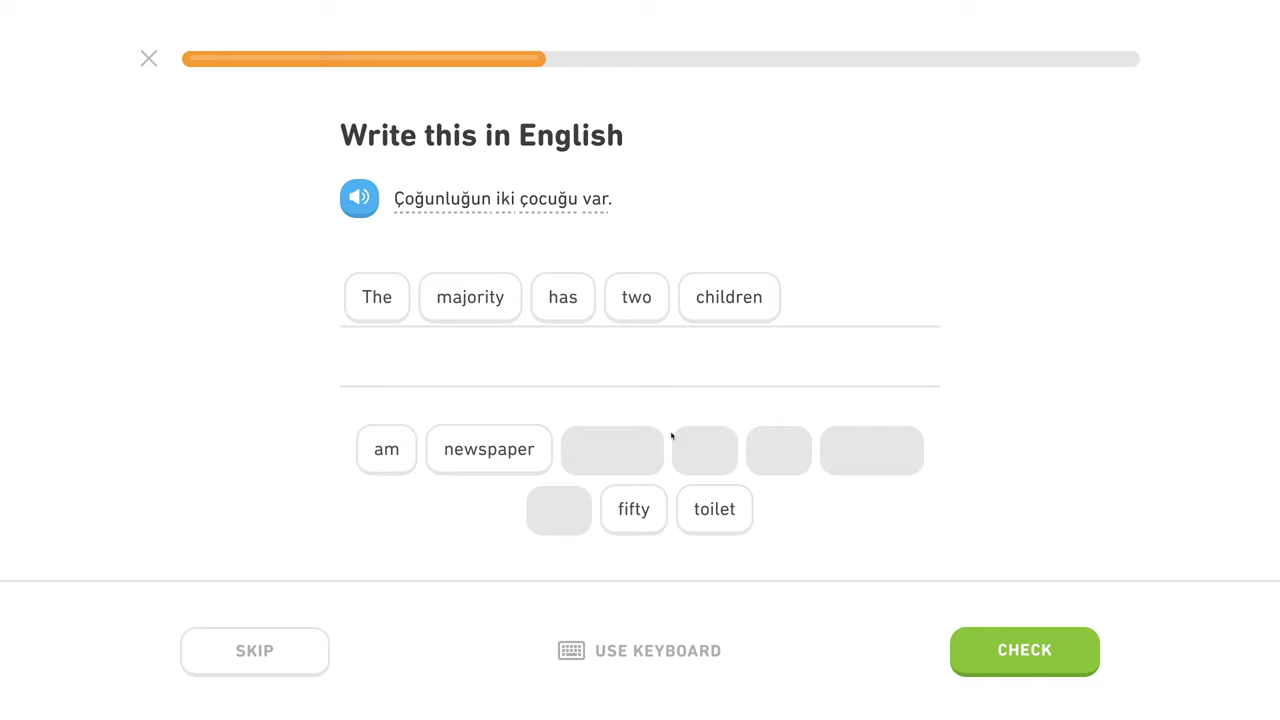 Write this in English
Çoğunluğun iki çocuğu var.
The majority has two children
am newspaper
fifty toilet
SKIP USE KEYBOARD CHECK